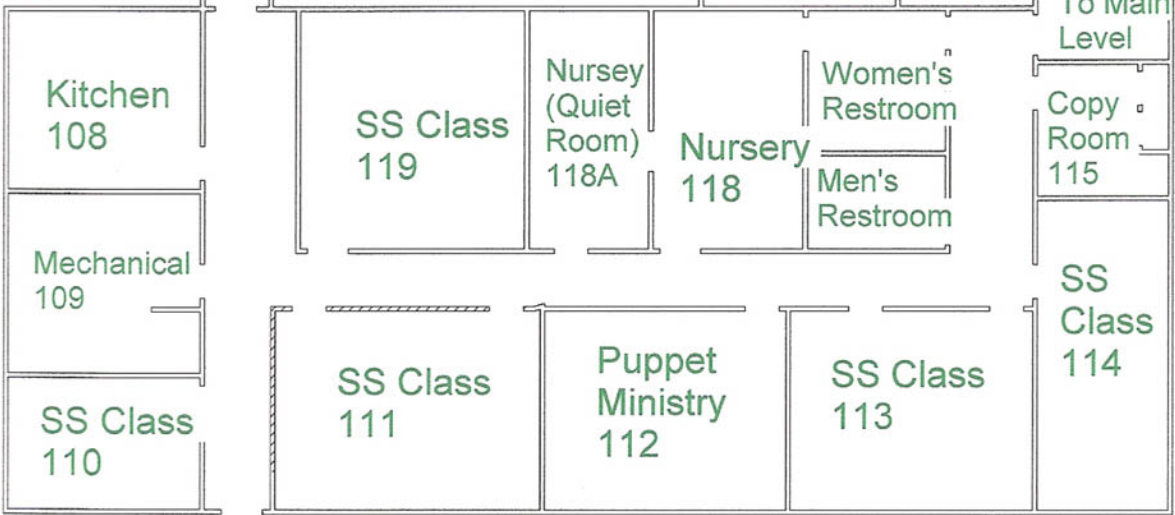 To Main
Level
Kitchen
108
SS Class
119
Nursey
(Quiet
Room)
118A
Nursery
118
Women's
Restroom
Men's
Restroom
Copy
Room
115
Mechanical
109
SS
Class
114
SS Class
110
SS Class
111
Puppet
Ministry
112
SS Class
113